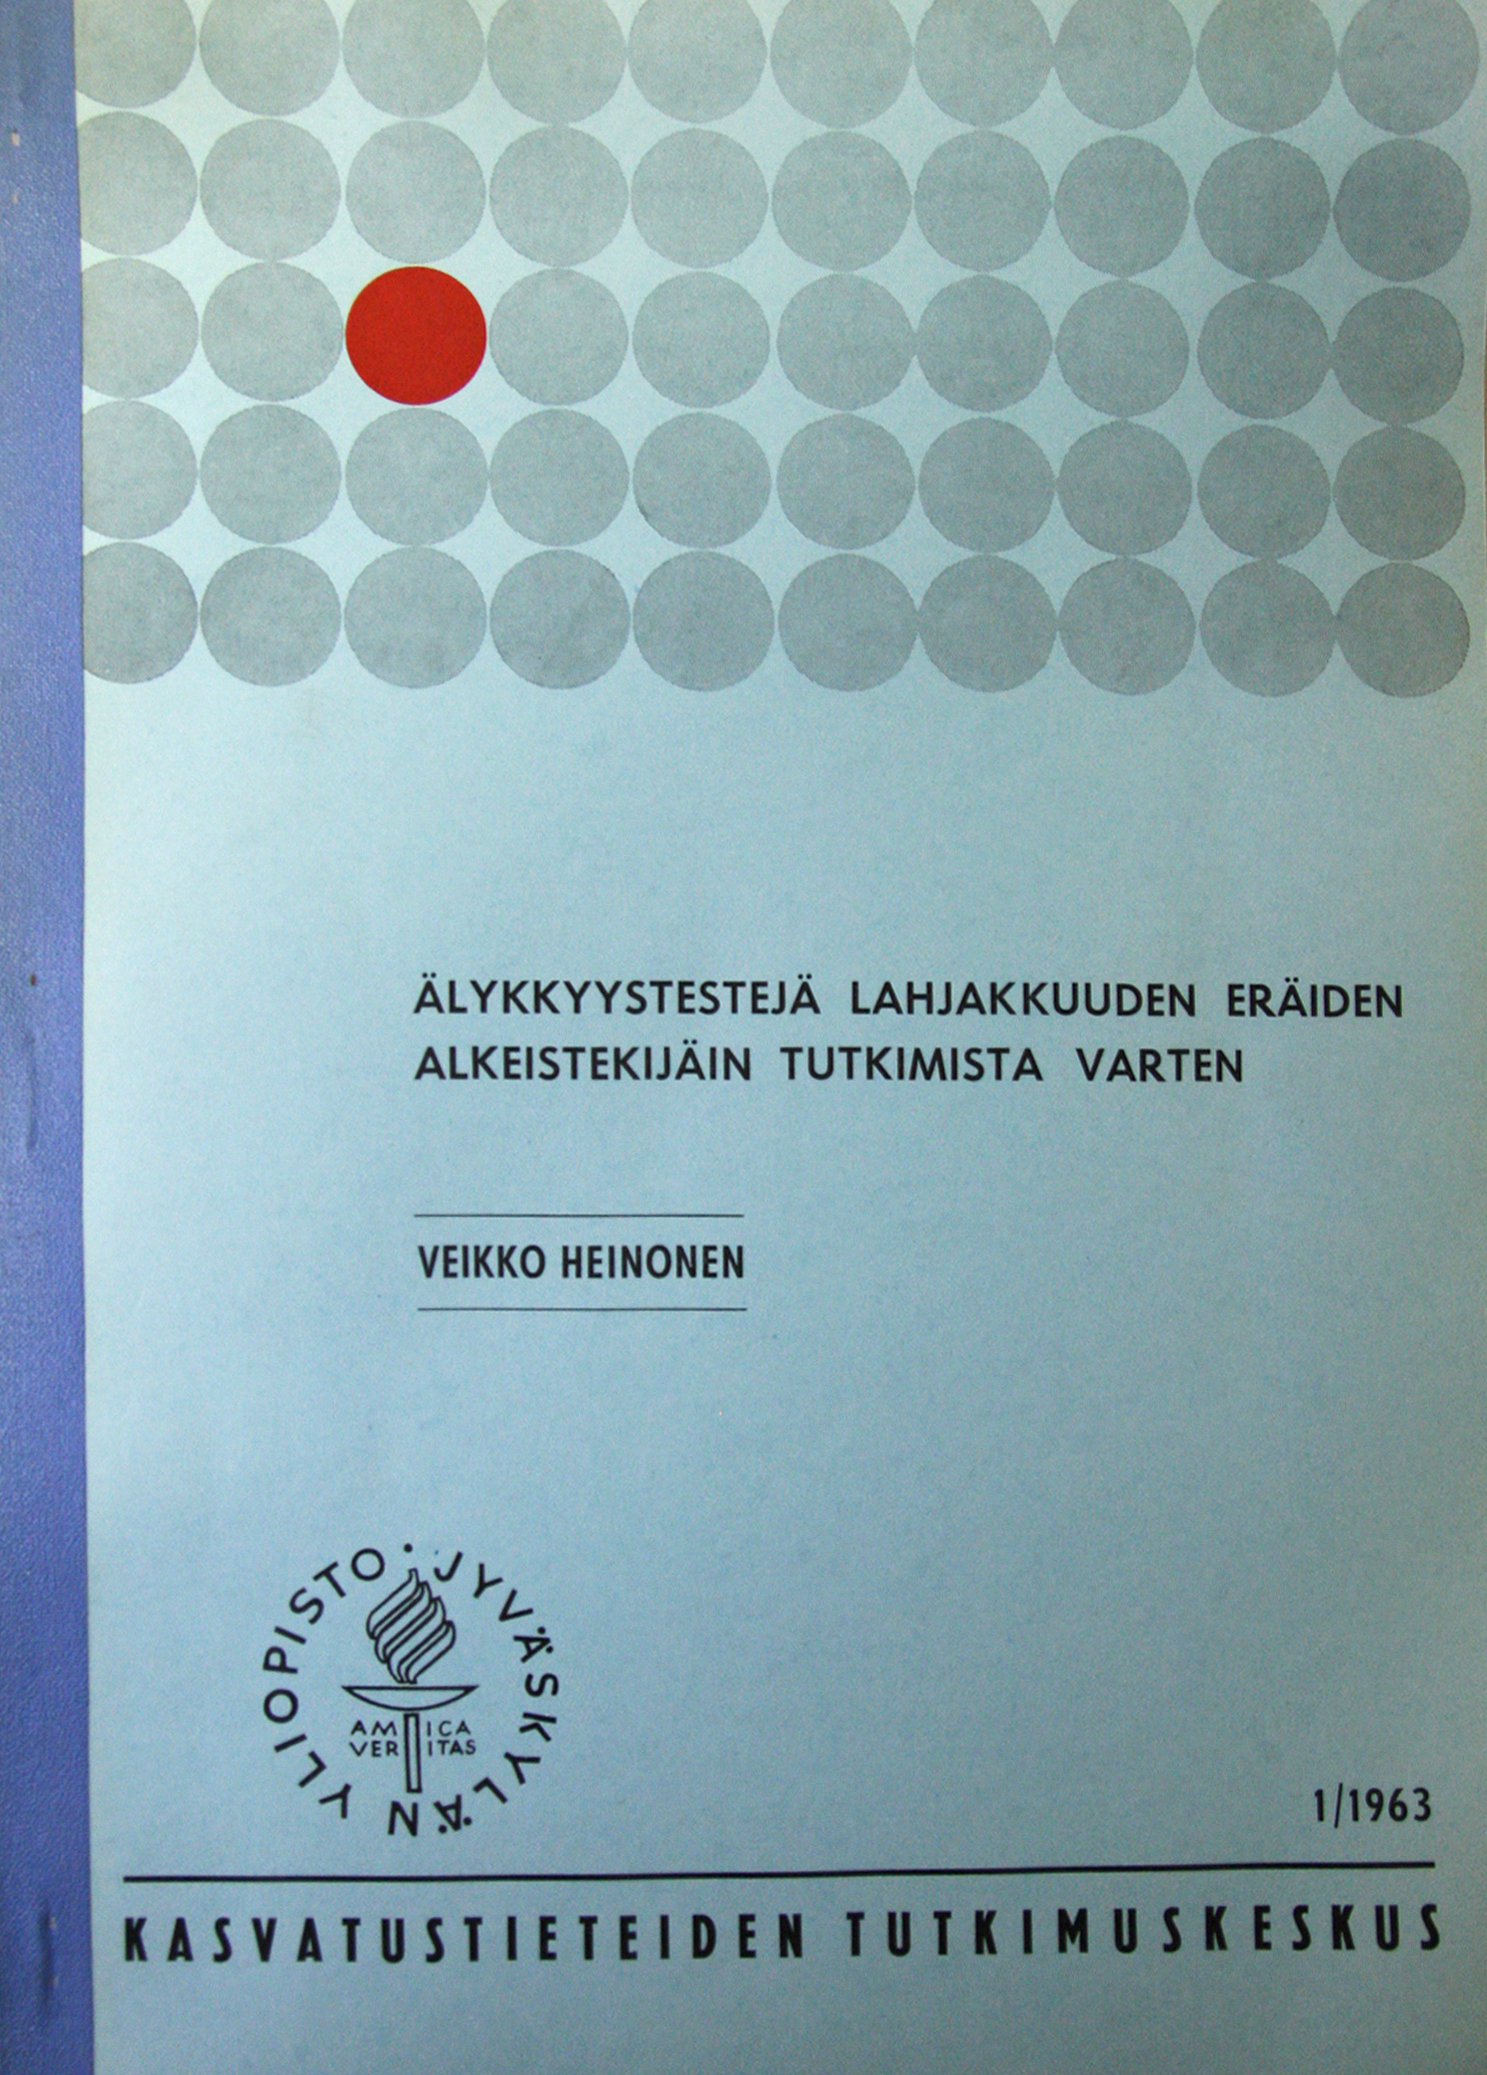 ÄLYKKYYSTESTEJÄ LAHJAKKUUDEN ERÄIDEN
ALKEISTEKIJÄIN TUTKIMISTA VARTEN
VEIKKO HEINONEN
JYVÄSKYLÄN YLIOPISTO
AMICA
VERITAS
1/1963
KASVATUSTIETEIDEN TUTKIMUSKESKUS